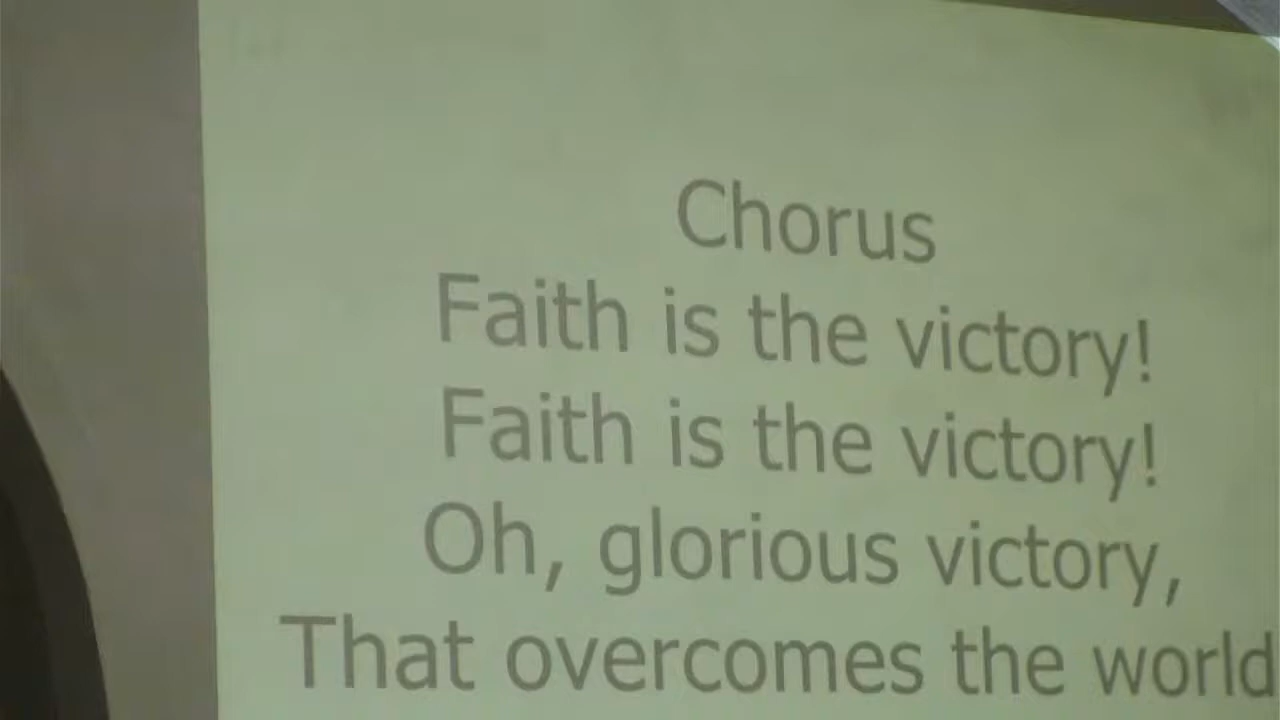 Chorus
Faith is the victory!
Faith is the victory!
Oh, glorious victory,
That overcomes the world